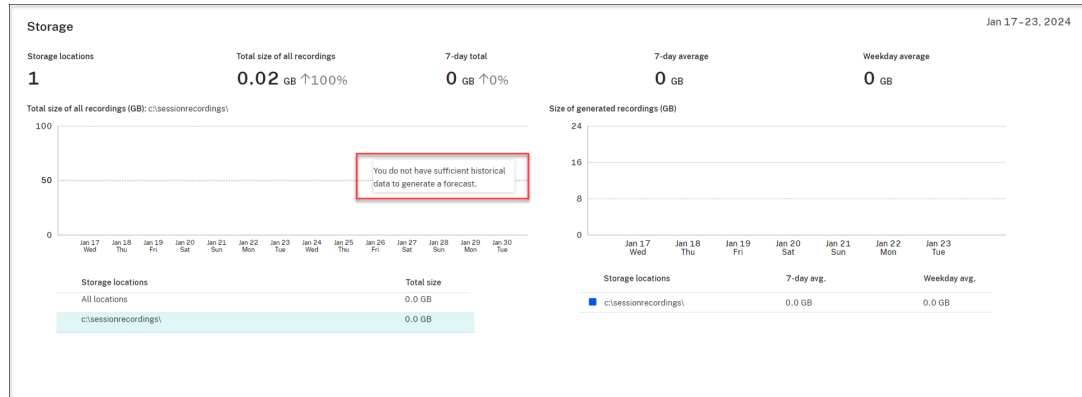 Storage
Jan 17–23, 2024
Storage locations
Total size of all recordings
7-day total
7-day average
Weekday average
1
0.02 GB ↑100%
0 GB ↑0%
0 GB
0 GB
Total size of all recordings (GB): c:\sessionrecordings\
100
50
0
You do not have sufficient historical
data to generate a forecast.
Jan 17 Jan 18 Jan 19 Jan 20 Jan 21 Jan 22 Jan 23 Jan 24 Jan 25 Jan 26 Jan 27 Jan 28 Jan 29 Jan 30
Wed Thu Fri Sat Sun Mon Tue Wed Thu Fri Sat Sun Mon Tue
Storage locations Total size
All locations 0.0 GB
c:\sessionrecordings\ 0.0 GB
Size of generated recordings (GB)
24
16
8
0
Jan 17 Jan 18 Jan 19 Jan 20 Jan 21 Jan 22 Jan 23
Wed Thu Fri Sat Sun Mon Tue
Storage locations 7-day avg. Weekday avg.
c:\sessionrecordings\ 0.0 GB 0.0 GB